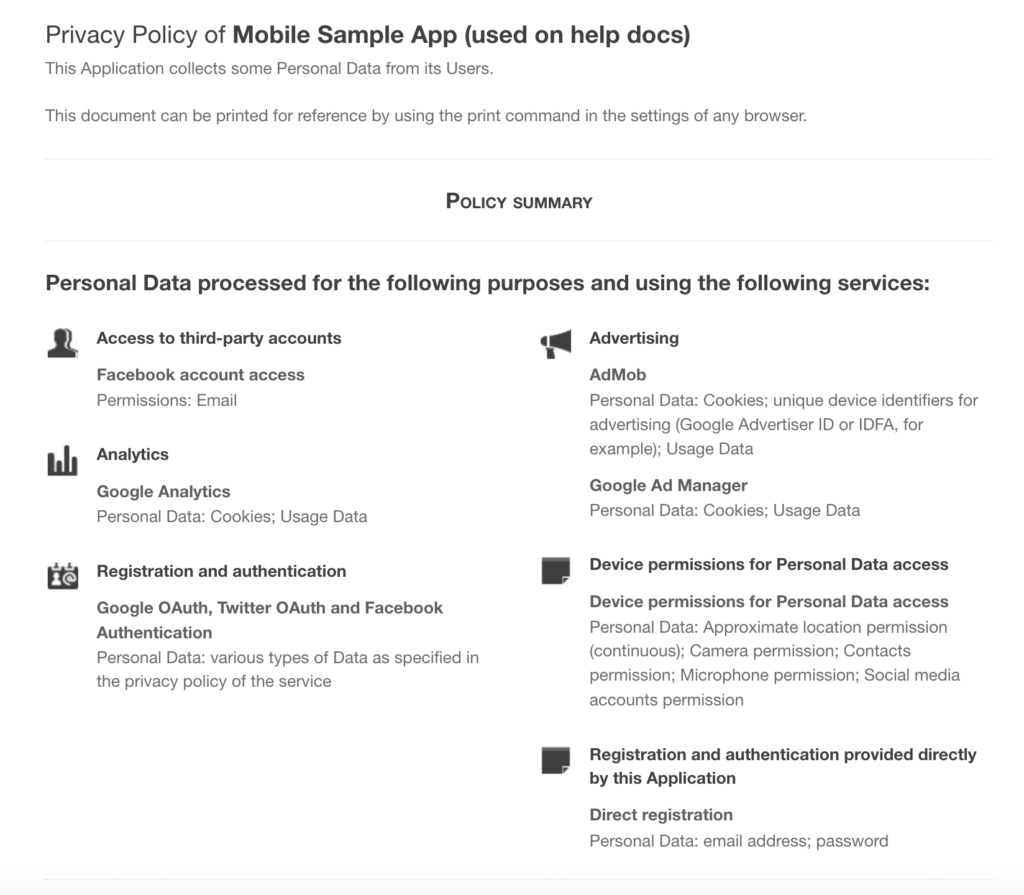 Privacy Policy of Mobile Sample App (used on help docs)
This Application collects some Personal Data from its Users.
This document can be printed for reference by using the print command in the settings of any browser.
POLICY SUMMARY
Personal Data processed for the following purposes and using the following services:
Access to third-party accounts
Facebook account access
Permissions: Email
Analytics
Google Analytics
Personal Data: Cookies; Usage Data
Registration and authentication
Google OAuth, Twitter OAuth and Facebook
Authentication
Personal Data: various types of Data as specified in
the privacy policy of the service
Advertising
AdMob
Personal Data: Cookies; unique device identifiers for
advertising (Google Advertiser ID or IDFA, for
example); Usage Data
Google Ad Manager
Personal Data: Cookies; Usage Data
Device permissions for Personal Data access
Device permissions for Personal Data access
Personal Data: Approximate location permission
(continuous); Camera permission; Contacts
permission; Microphone permission; Social media
accounts permission
Registration and authentication provided directly
by this Application
Direct registration
Personal Data: email address; password